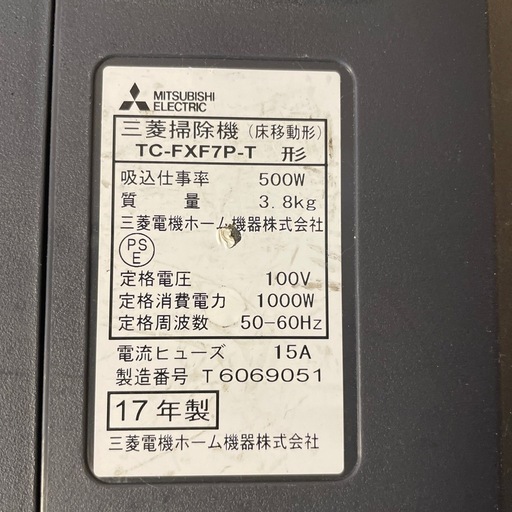 MITSUBISHI
ELECTRIC
三菱掃除機(床移動形)
TC-FXF7P-T 形
吸込仕事率 500W
質量 3.8kg
三菱電機ホーム機器株式会社
PS
E
定格電圧 100V
定格消費電力 1000W
定格周波数 50-60Hz
電流ヒューズ 15A
製造番号 T6069051
17年製
三菱電機ホーム機器株式会社